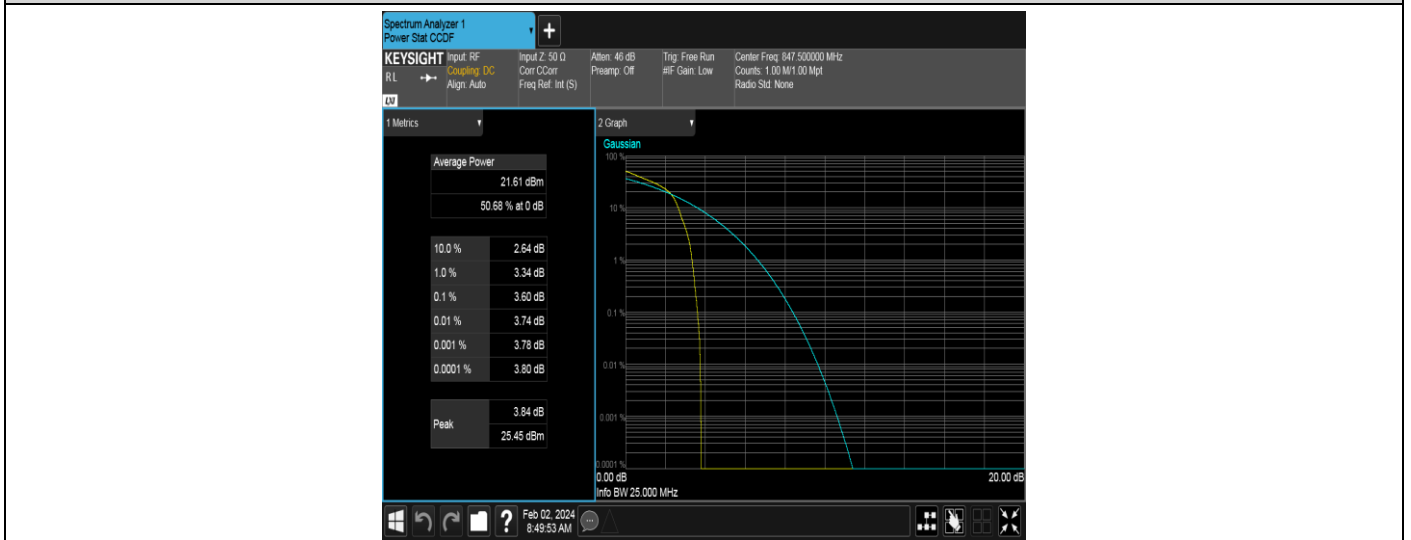 Spectrum Analyzer 1
Power Stat CCDF
+
KEYSIGHT Input: RF Input Z: 50 Ω Atten: 46 dB Trig: Free Run Center Freq: 847.500000 MHz
RL Coupling: DC Corr CCorr Preamp: Off #IF Gain: Low Counts: 1.00 M/1.00 Mpt
Align: Auto Freq Ref: Int (S) Radio Std: None
LXI
1 Metrics
Average Power
21.61 dBm
50.68 % at 0 dB
10.0 % 2.64 dB
1.0 % 3.34 dB
0.1 % 3.60 dB
0.01 % 3.74 dB
0.001 % 3.78 dB
0.0001 % 3.80 dB
Peak
3.84 dB
25.45 dBm
2 Graph
Gaussian
100 %
10 %
1 %
0.1 %
0.01 %
0.001 %
0.0001 %
0.00 dB 20.00 dB
Info BW 25.000 MHz
? Feb 02, 2024
8:49:53 AM